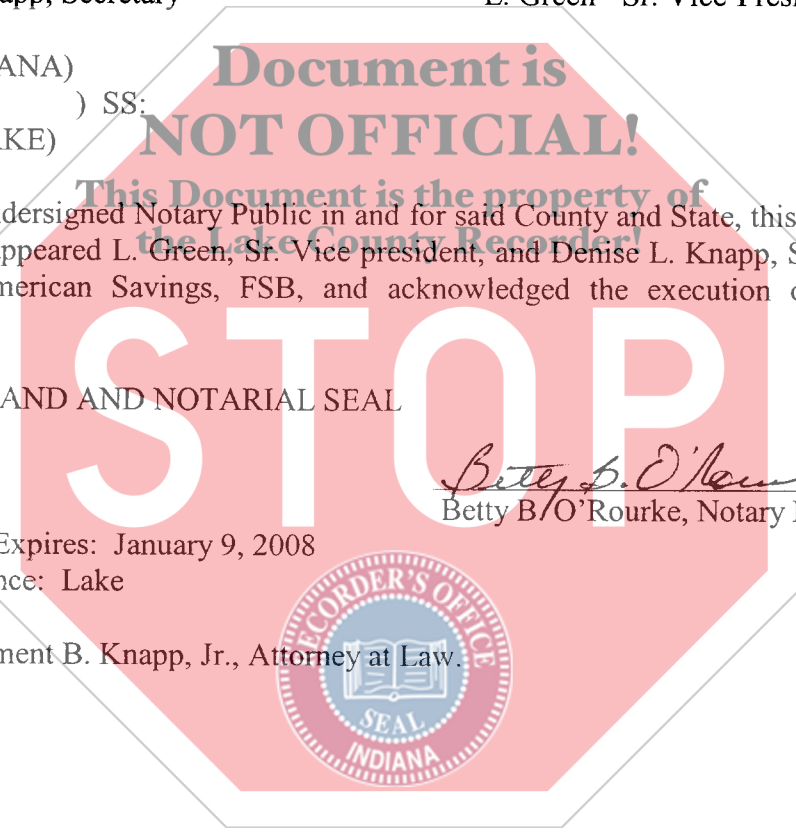 app, Secretary L. Green Sr. Vice Presi
ANA)
Document is
) SS:
NOT OFFICIAL!
KE)
This Document is the property of
dersigned Notary Public in and for said County and State, this
the Lake County Recorder!
ppeared L. Green, Sr. Vice president, and Denise L. Knapp, S
merican Savings, FSB, and acknowledged the execution o
STOP
AND AND NOTARIAL SEAL
Betty B. O'Rour
Betty B. O'Rourke, Notary
Expires: January 9, 2008
nce: Lake
RECORDER'S OFFICE
ment B. Knapp, Jr., Attorney at Law.
SEAL
INDIANA